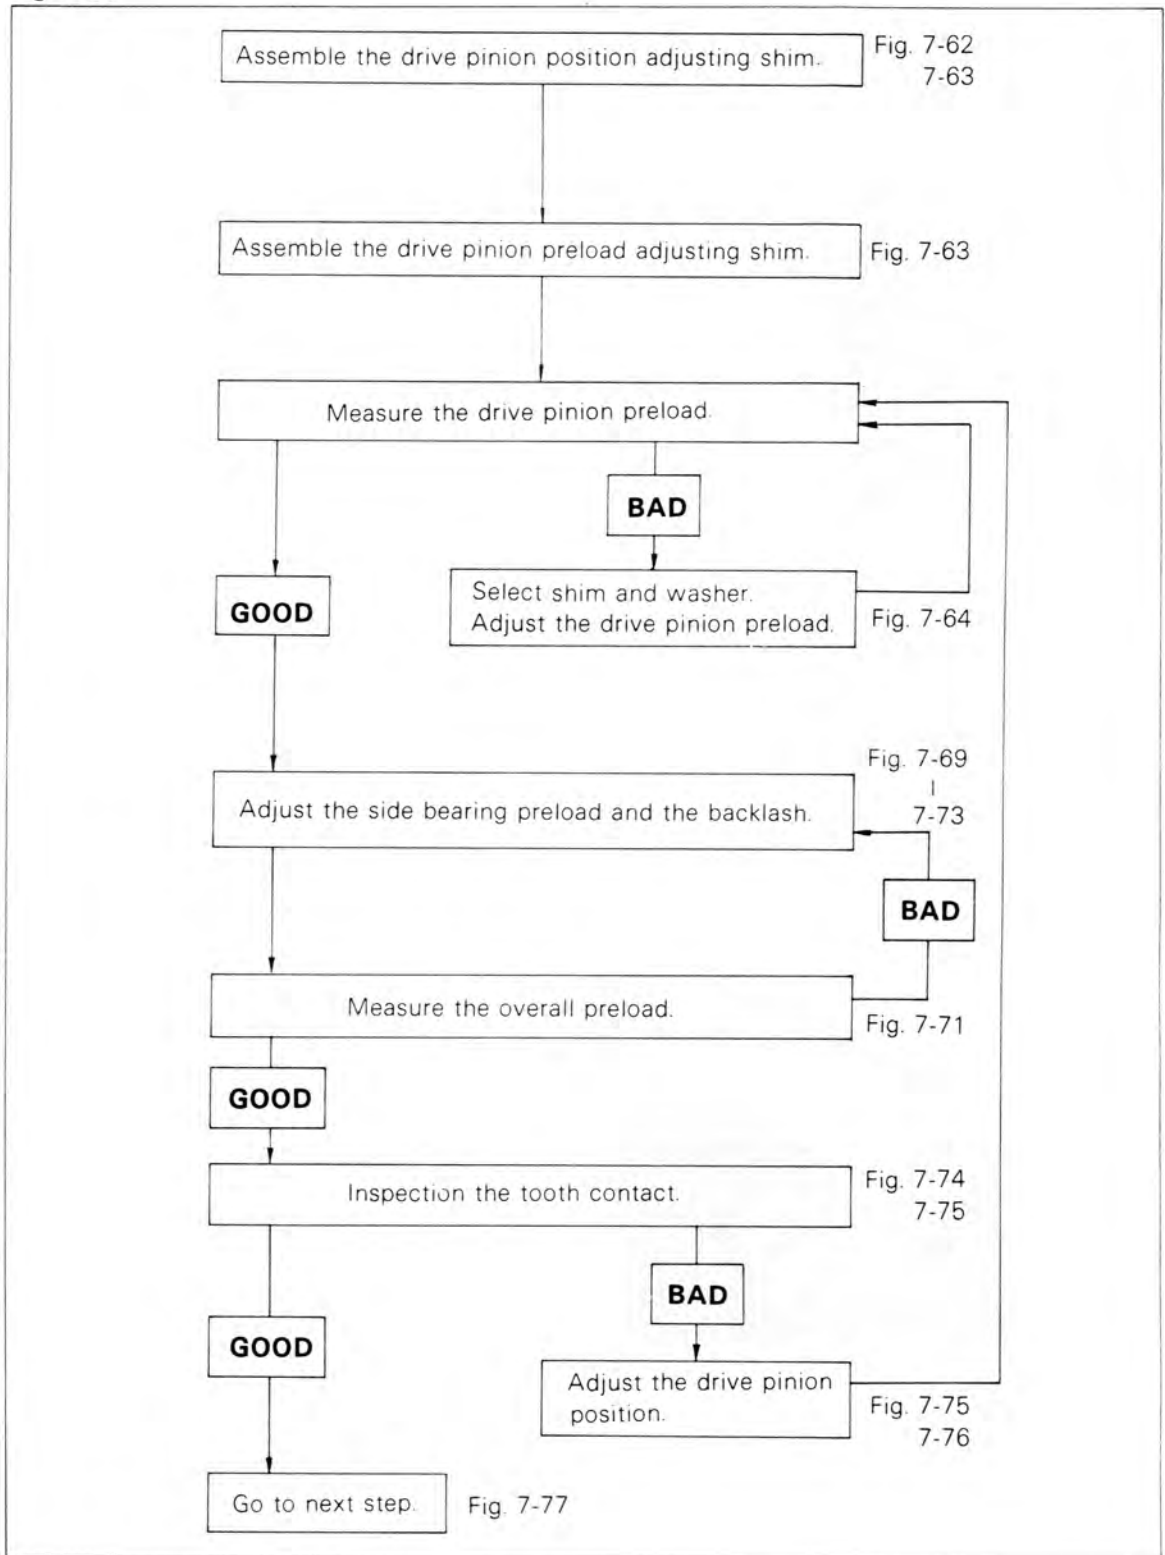 Assemble the drive pinion position adjusting shim.
Fig. 7-62
7-63
Assemble the drive pinion preload adjusting shim.
Fig. 7-63
Measure the drive pinion preload.
BAD
GOOD
Select shim and washer.
Adjust the drive pinion preload.
Fig. 7-64
Fig. 7-69
|
7-73
Adjust the side bearing preload and the backlash.
BAD
Measure the overall preload.
Fig. 7-71
GOOD
Inspection the tooth contact.
Fig. 7-74
7-75
BAD
GOOD
Adjust the drive pinion
position.
Fig. 7-75
7-76
Go to next step.
Fig. 7-77